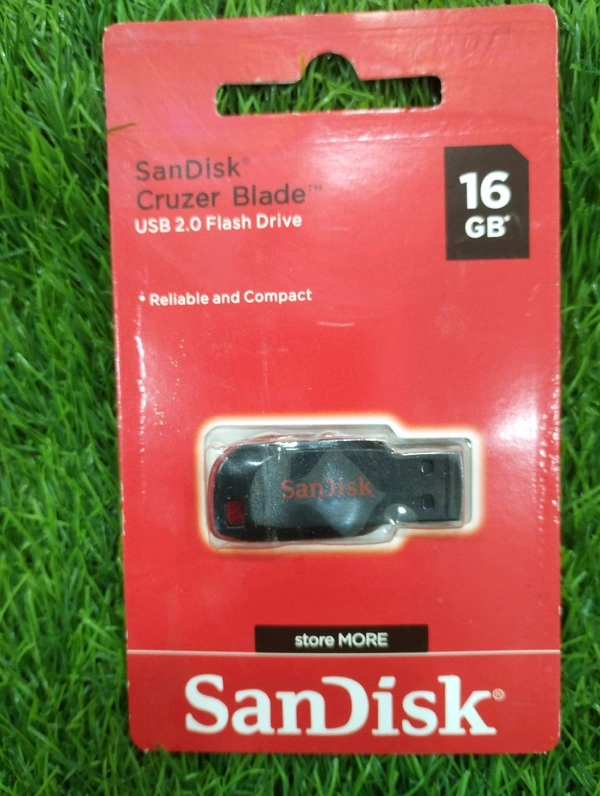 SanDisk®
Cruzer Blade™
USB 2.0 Flash Drive
16
GB*
• Reliable and Compact
SanDisk
store MORE
SanDisk®